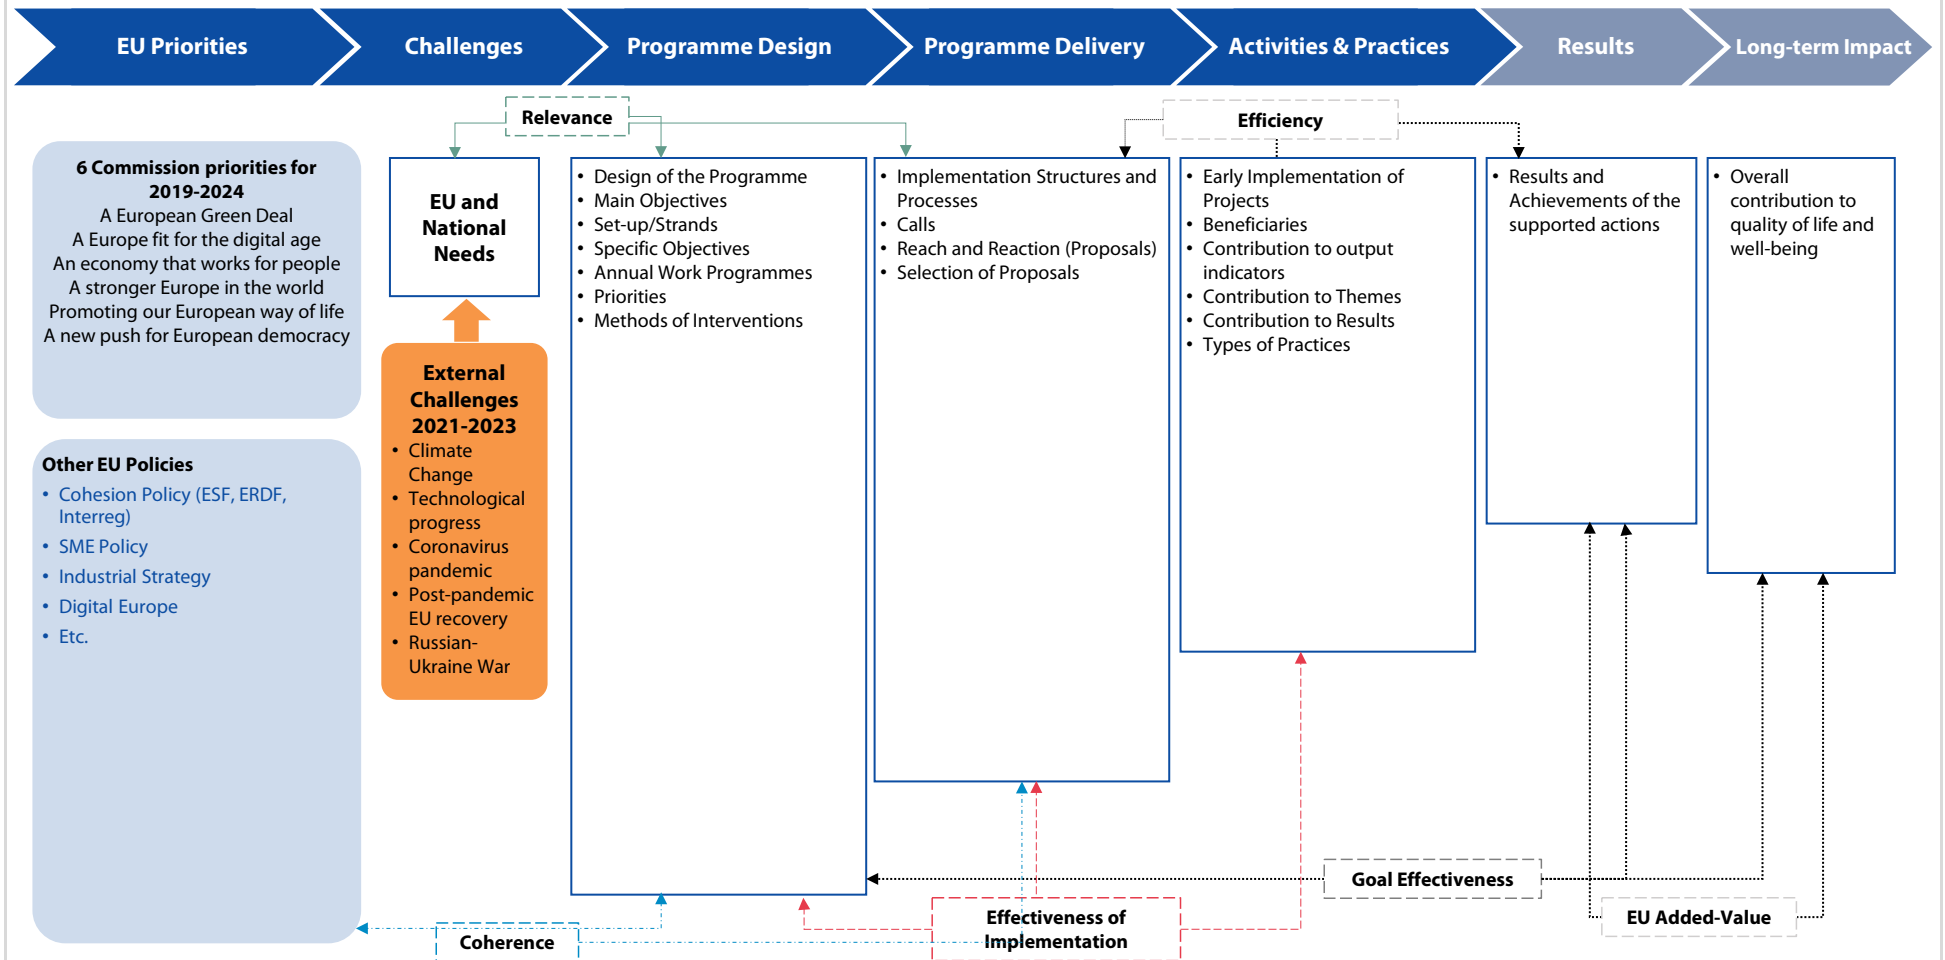 EU Priorities
Challenges
Programme Design
Programme Delivery
Activities & Practices
Results
Long-term Impact
Relevance
Efficiency
6 Commission priorities for
2019-2024
A European Green Deal
A Europe fit for the digital age
An economy that works for people
A stronger Europe in the world
Promoting our European way of life
A new push for European democracy
Other EU Policies
• Cohesion Policy (ESF, ERDF,
Interreg)
• SME Policy
• Industrial Strategy
• Digital Europe
• Etc.
EU and
National
Needs
External
Challenges
2021-2023
• Climate
Change
• Technological
progress
• Coronavirus
pandemic
• Post-pandemic
EU recovery
• Russian-
Ukraine War
• Design of the Programme
• Main Objectives
• Set-up/Strands
• Specific Objectives
• Annual Work Programmes
• Priorities
• Methods of Interventions
• Implementation Structures and
Processes
• Calls
• Reach and Reaction (Proposals)
• Selection of Proposals
• Early Implementation of
Projects
• Beneficiaries
• Contribution to output
indicators
• Contribution to Themes
• Contribution to Results
• Types of Practices
• Results and
Achievements of the
supported actions
• Overall
contribution to
quality of life and
well-being
Goal Effectiveness
EU Added-Value
Effectiveness of
Implementation
Coherence